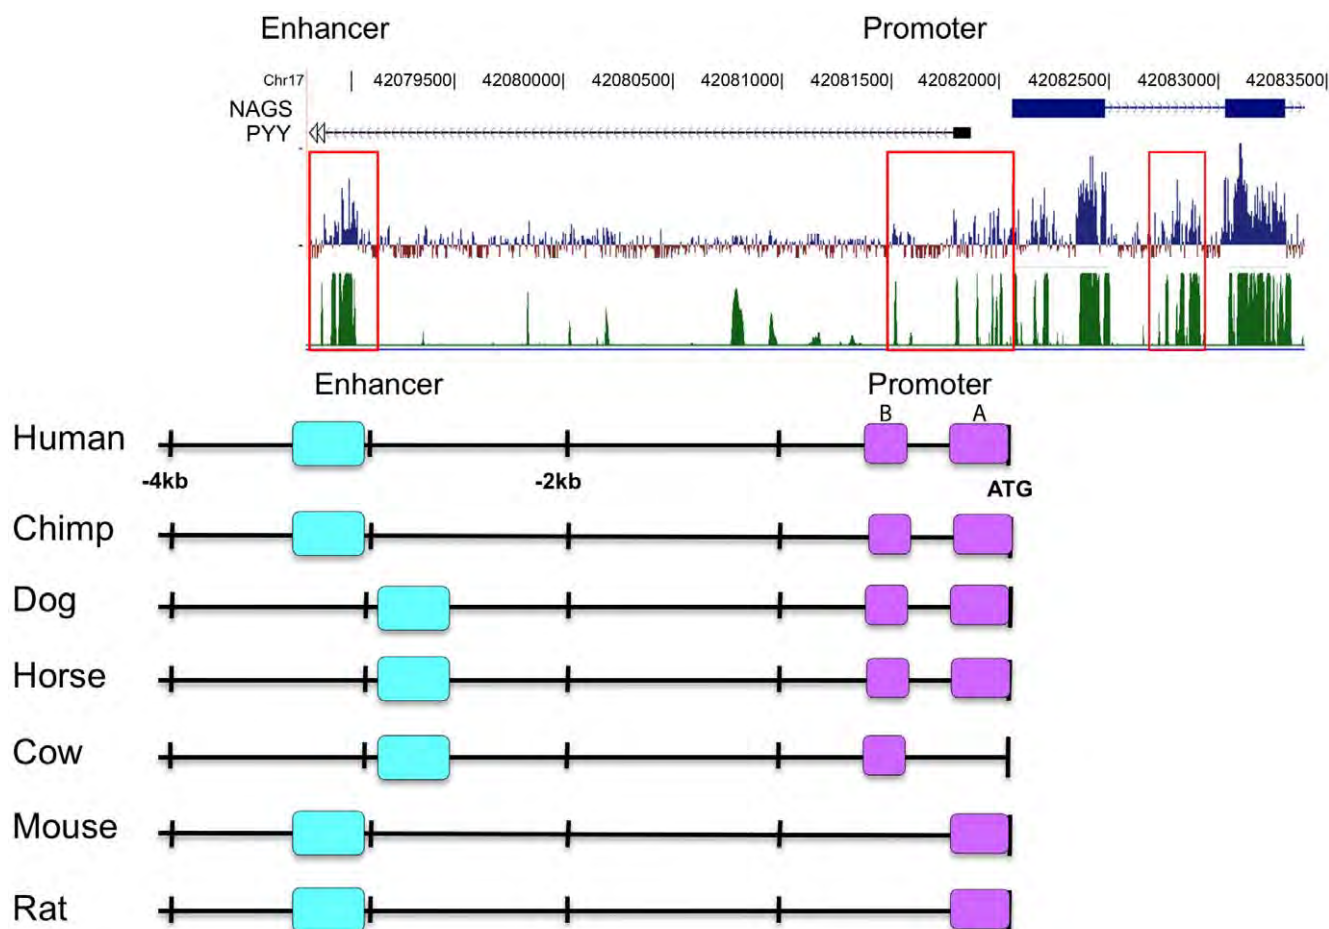 Enhancer Promoter
Chr17 | 42079500| 42080000| 42080500| 42081000| 42081500| 42082000| 42082500| 42083000| 42083500|
NAGS
PYY
Enhancer Promoter
B A
Human
-4kb -2kb ATG
Chimp
Dog
Horse
Cow
Mouse
Rat